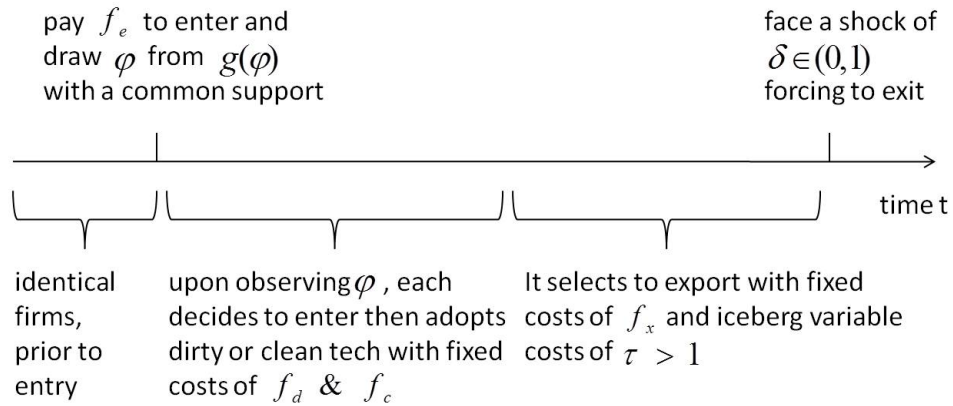 pay f_e to enter and
draw φ from g(φ)
with a common support
face a shock of
δ∈(0,1)
forcing to exit
time t
identical
firms,
prior to
entry
upon observing φ , each
decides to enter then adopts
dirty or clean tech with fixed
costs of f_d & f_c
It selects to export with fixed
costs of f_x and iceberg variable
costs of τ > 1